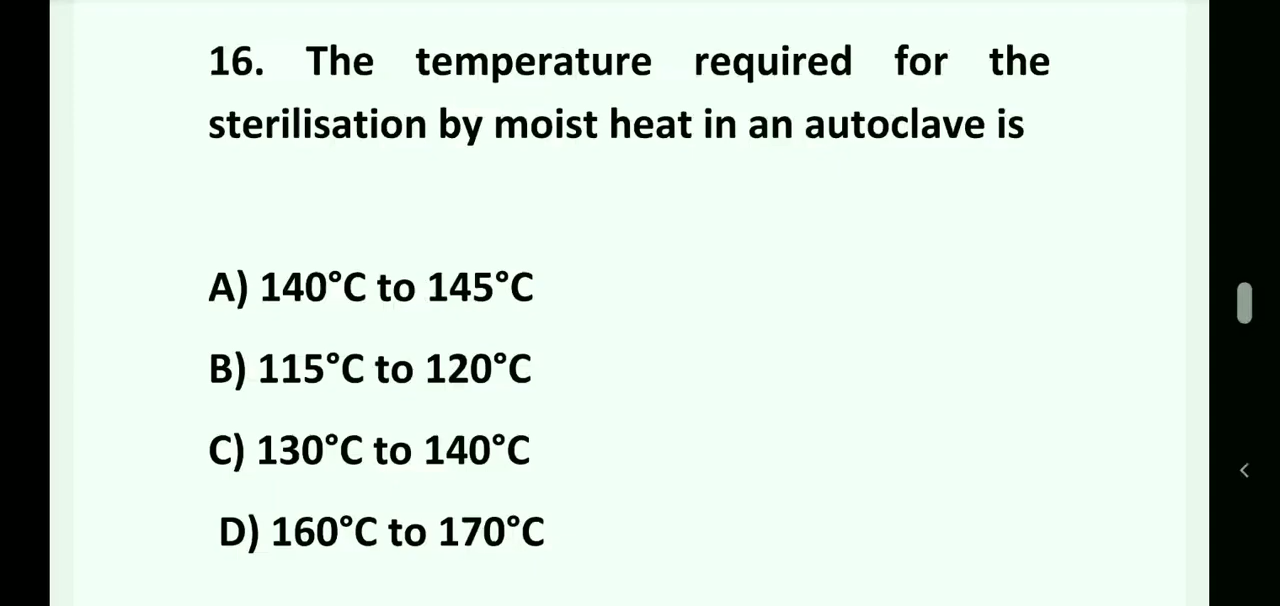 16. The temperature required for the
sterilisation by moist heat in an autoclave is
A) 140°C to 145°C
B) 115°C to 120°C
C) 130°C to 140°C
D) 160°C to 170°C